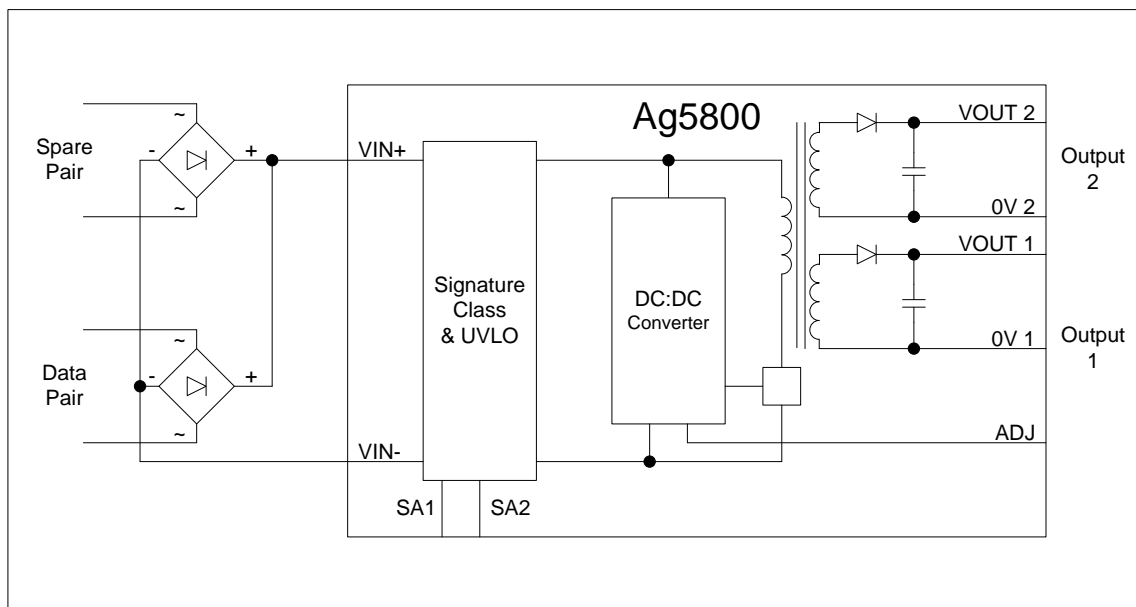 Ag5800
~
Spare
Pair
-
+
~
VIN+
VOUT 2
Output
2
0V 2
VOUT 1
Signature
Class
& UVLO
DC:DC
Converter
0V 1
Output
1
~
Data
Pair
-
+
~
VIN-
ADJ
SA1
SA2